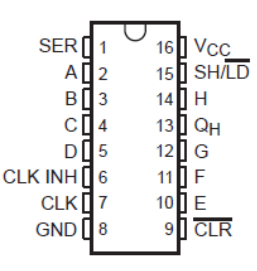 SER 1 16 VCC
A 2 15 SH/LD
B 3 14 H
C 4 13 QH
D 5 12 G
CLK INH 6 11 F
CLK 7 10 E
GND 8 9 CLR